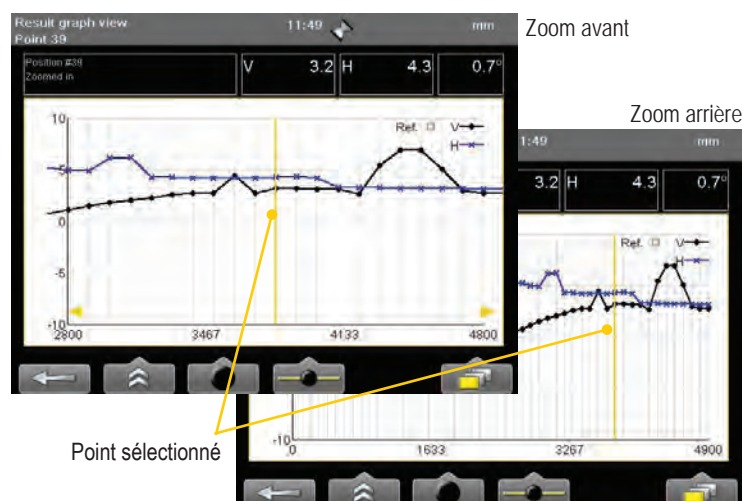 Result graph view 11:49 mm
Point 39
Zoom avant
Position #39
Zoomed in
V 3.2 H 4.3 0.7°
10
Ref. V
H
5
0
-5
-10
2800 3467 4133 4800
Zoom arrière
1:49 mm
3.2 H 4.3 0.7°
Ref. V
H
-10
0 1633 3267 4900
Point sélectionné